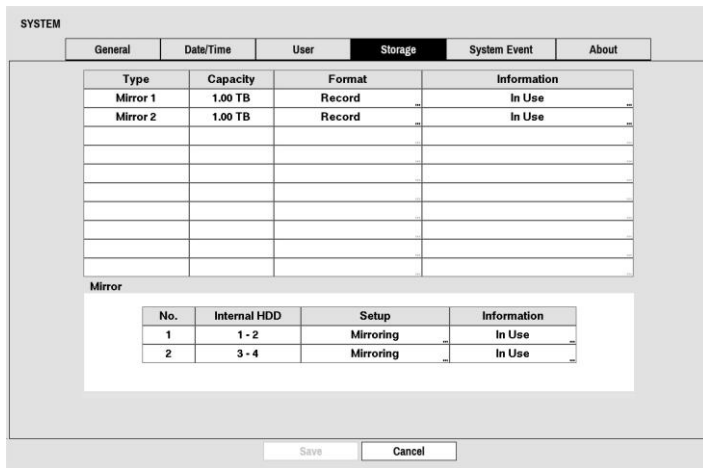 SYSTEM
General Date/Time User Storage System Event About
Type Capacity Format Information
Mirror 1 1.00 TB Record ... In Use ...
Mirror 2 1.00 TB Record ... In Use ...
Mirror
No. Internal HDD Setup Information
1 1 - 2 Mirroring ... In Use ...
2 3 - 4 Mirroring ... In Use ...
Save Cancel